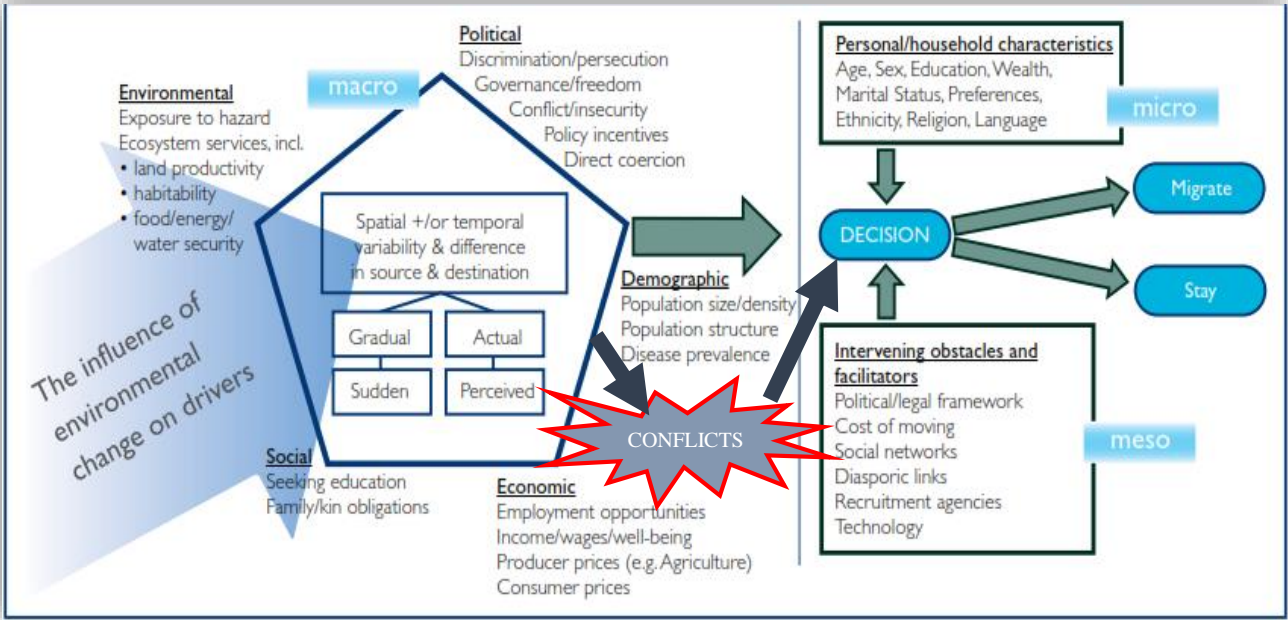 Political
Discrimination/persecution
Governance/freedom
Conflict/insecurity
Policy incentives
Direct coercion
macro
Environmental
Exposure to hazard
Ecosystem services, incl.
• land productivity
• habitability
• food/energy/
water security
Spatial +/or temporal
variability & difference
in source & destination
Gradual
Actual
Sudden
Perceived
The influence of
environmental
change on drivers
Demographic
Population size/density
Population structure
Disease prevalence
CONFLICTS
Social
Seeking education
Family/kin obligations
Economic
Employment opportunities
Income/wages/well-being
Producer prices (e.g. Agriculture)
Consumer prices
Personal/household characteristics
Age, Sex, Education, Wealth,
Marital Status, Preferences,
Ethnicity, Religion, Language
micro
DECISION
Migrate
Stay
Intervening obstacles and
facilitators
Political/legal framework
Cost of moving
Social networks
Diasporic links
Recruitment agencies
Technology
meso